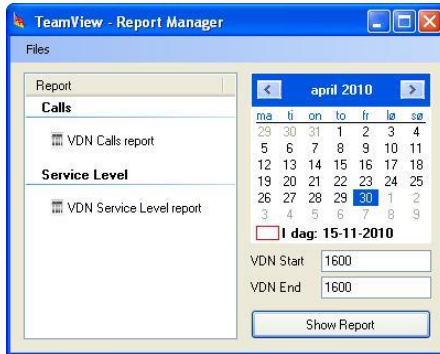 TeamView - Report Manager
Files
Report
Calls
VDN Calls report
Service Level
VDN Service Level report
april 2010
ma ti on to fr lø sø
29 30 31 1 2 3 4
5 6 7 8 9 10 11
12 13 14 15 16 17 18
19 20 21 22 23 24 25
26 27 28 29 30 1 2
3 4 5 6 7 8 9
I dag: 15-11-2010
VDN Start 1600
VDN End 1600
Show Report